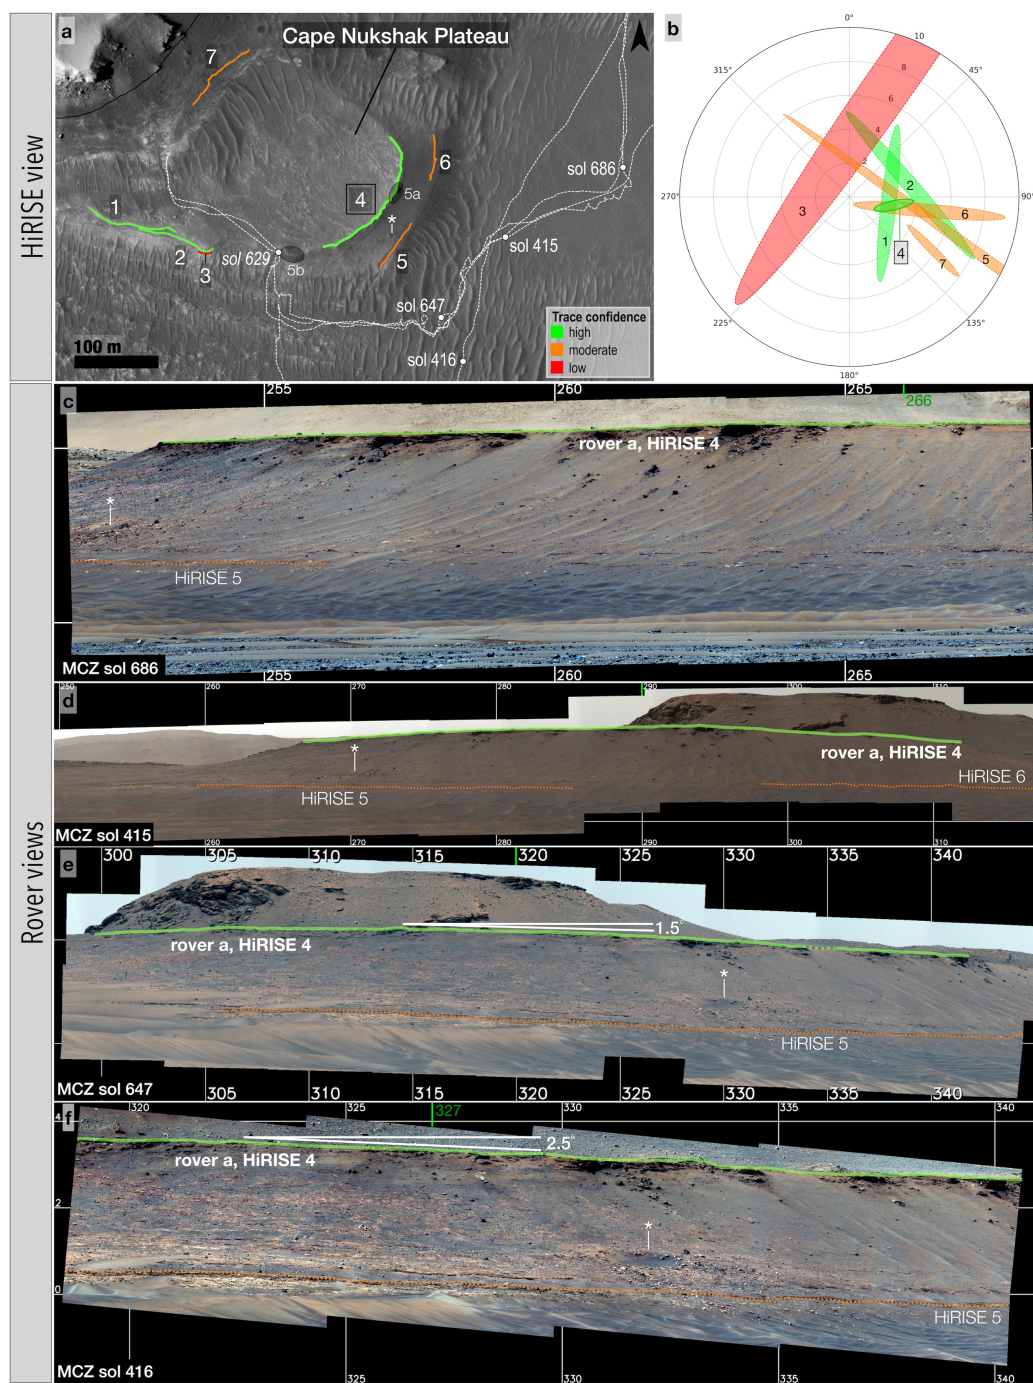 HiRISE view
a
Cape Nukshak Plateau
7
6
sol 686
5a
4
*
1
2
3
sol 629
5b
5
sol 415
sol 647
sol 416
100 m
Trace confidence
high
moderate
low
b
0°
10
8
6
4
2
45°
315°
270°
90°
2
3
6
1
4
7
5
225°
135°
180°
Rover views
c
255
260
265
266
rover a, HiRISE 4
*
HiRISE 5
MCZ sol 686
255
260
265
d
250
260
270
280
290
300
310
*
rover a, HiRISE 4
HiRISE 5
HiRISE 6
MCZ sol 415
260
270
280
290
300
310
e
300
305
310
315
320
325
330
335
340
1.5°
rover a, HiRISE 4
*
HiRISE 5
MCZ sol 647
305
310
315
320
325
330
335
340
f
320
325
327
330
335
340
4
2.5°
rover a, HiRISE 4
2
*
0
HiRISE 5
MCZ sol 416
325
330
335
340